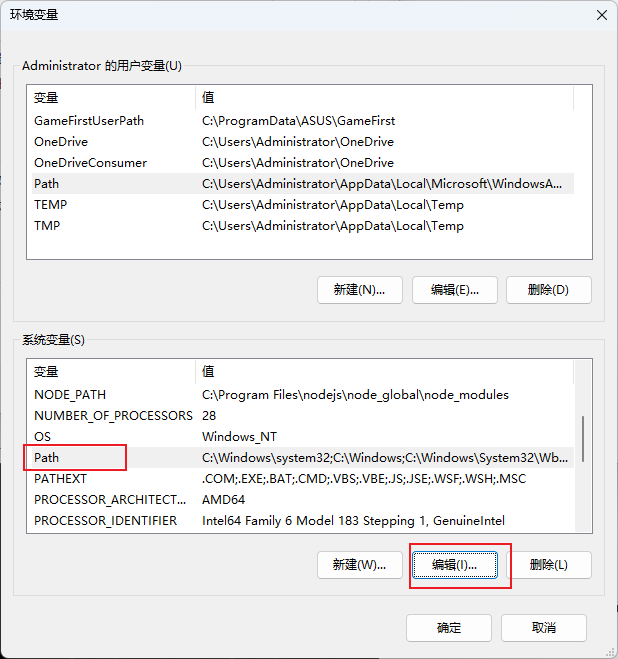 环境变量
Administrator 的用户变量(U)
变量 值
GameFirstUserPath C:\ProgramData\ASUS\GameFirst
OneDrive C:\Users\Administrator\OneDrive
OneDriveConsumer C:\Users\Administrator\OneDrive
Path C:\Users\Administrator\AppData\Local\Microsoft\WindowsA...
TEMP C:\Users\Administrator\AppData\Local\Temp
TMP C:\Users\Administrator\AppData\Local\Temp
新建(N)... 编辑(E)... 删除(D)
系统变量(S)
变量 值
NODE_PATH C:\Program Files\nodejs\node_global\node_modules
NUMBER_OF_PROCESSORS 28
OS Windows_NT
Path C:\Windows\system32;C:\Windows;C:\Windows\System32\Wb...
PATHEXT .COM;.EXE;.BAT;.CMD;.VBS;.VBE;.JS;.JSE;.WSF;.WSH;.MSC
PROCESSOR_ARCHITECT... AMD64
PROCESSOR_IDENTIFIER Intel64 Family 6 Model 183 Stepping 1, GenuineIntel
新建(W)... 编辑(I)... 删除(L)
确定 取消